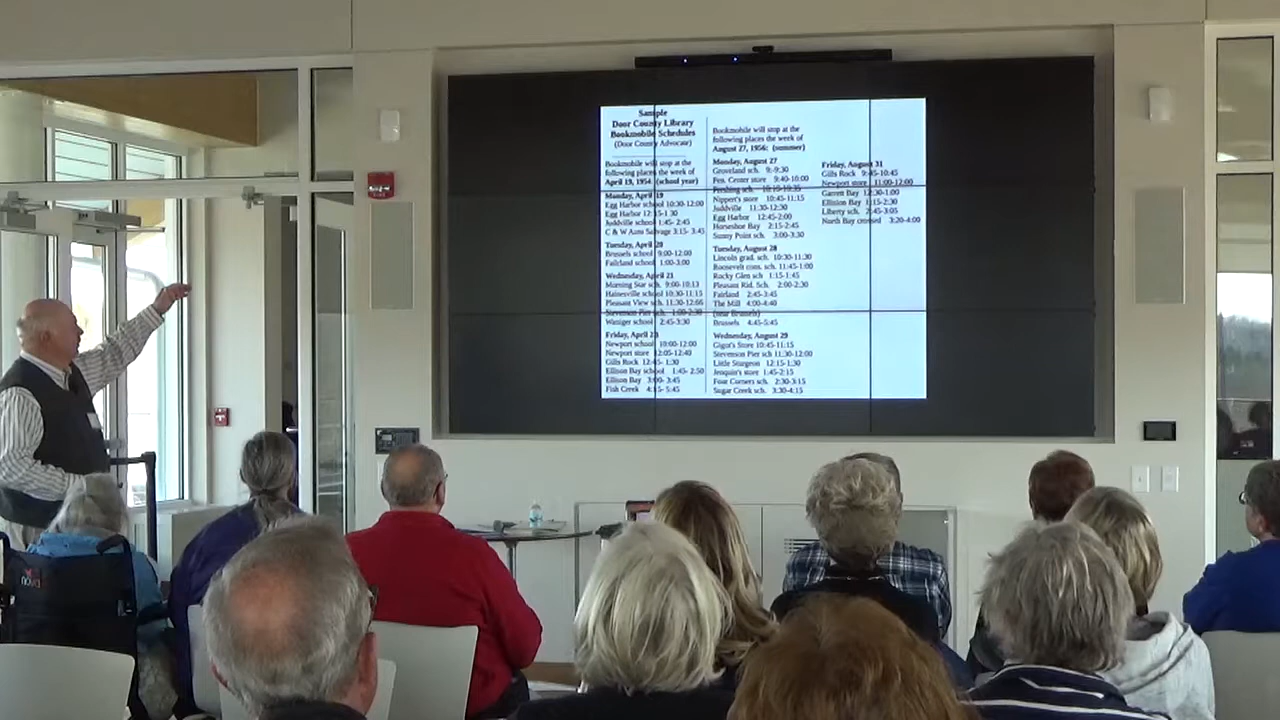 Sample
Door County Library
Bookmobile Schedules
(Door County Advocate)
Bookmobile will stop at the
following places the week of
April 19, 1954: (school year)
Monday, April 19
Egg Harbor school 10:30-12:00
Egg Harbor 12:15-1:30
Juddville school 1:45- 2:45
C & W Auto Salvage 3:15- 3:45
Tuesday, April 20
Brussels school 9:00-12:00
Fairland school 1:00-3:00
Wednesday, April 21
Morning Star sch. 9:00-10:13
Hainesville school 10:30-11:15
Pleasant View sch. 11:30-12:66
Stevenson Pier sch. 1:00-2:30
Weniger school 2:45-3:30
Friday, April 23
Newport school 10:00-12:00
Newport store 12:05-12:40
Gills Rock 12:45- 1:30
Ellison Bay school 1:45- 2:50
Ellison Bay 3:00- 3:45
Fish Creek 4:15- 5:45
Bookmobile will stop at the
following places the week of
August 27, 1956: (summer)
Monday, August 27
Groveland sch. 9:-9:30
Fen. Center store 9:40-10:00
Pershing sch. 10:10-10:35
Nippert's store 10:45-11:15
Juddville 11:30-12:30
Egg Harbor 12:45-2:00
Horseshoe Bay 2:15-2:45
Sunny Point sch. 3:00-3:30
Tuesday, August 28
Lincoln grad. sch. 10:30-11:30
Roosevelt cons. sch. 11:45-1:00
Rocky Glen sch 1:15-1:45
Pleasant Rid. Sch. 2:00-2:30
Fairland 2:45-3:45
The Mill 4:00-4:40
(near Brussels)
Brussels 4:45-5:45
Wednesday, August 29
Gigot's Store 10:45-11:15
Stevenson Pier sch 11:30-12:00
Little Sturgeon 12:15-1:30
Jenquin's store 1:45-2:15
Four Corners sch. 2:30-3:15
Sugar Creek sch. 3:30-4:15
Friday, August 31
Gills Rock 9:45-10:45
Newport store 11:00-12:00
Garrett Bay 12:30-1:00
Ellision Bay 1:15-2:30
Liberty sch. 2:45-3:05
North Bay crossrd 3:20-4:00
nova